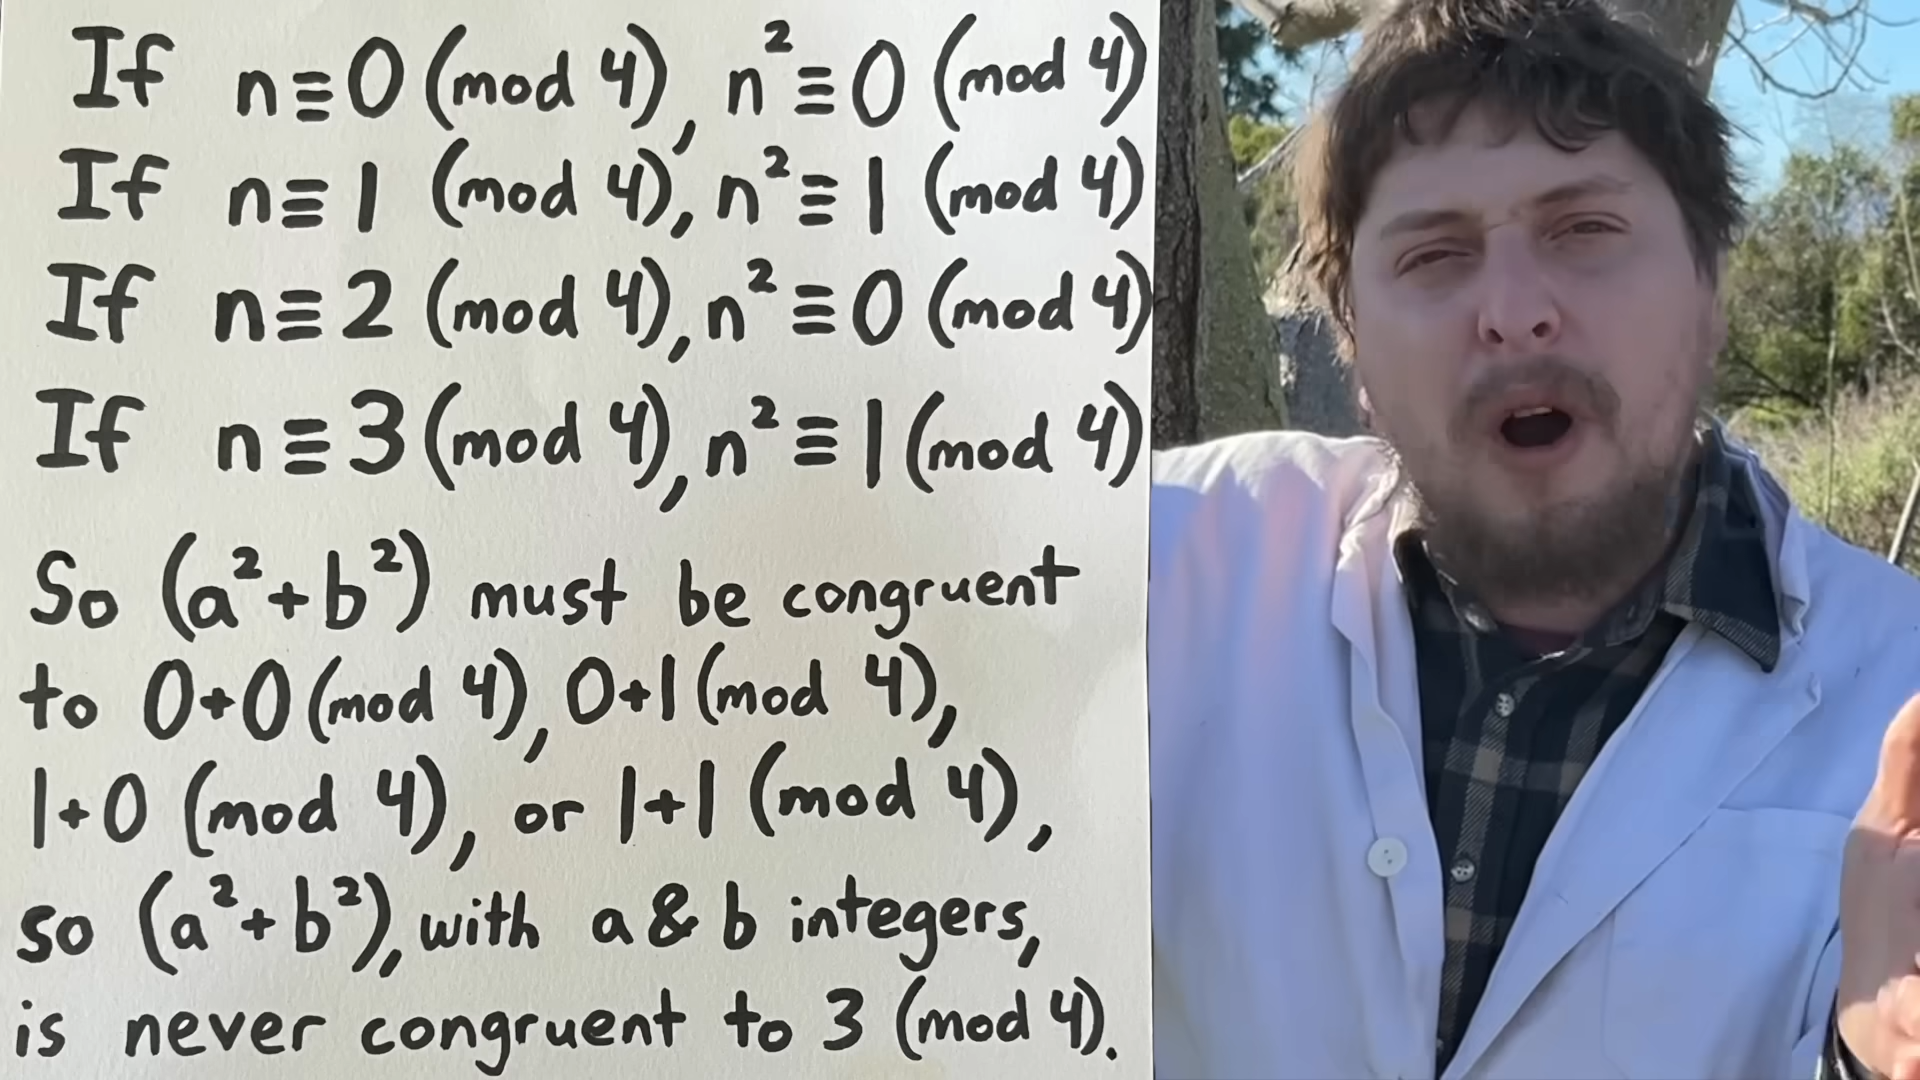 If n≡0 (mod 4), n²≡0 (mod 4)
If n≡1 (mod 4), n²≡1 (mod 4)
If n≡2 (mod 4), n²≡0 (mod 4)
If n≡3 (mod 4), n²≡1 (mod 4)
So (a²+b²) must be congruent
to 0+0 (mod 4), 0+1 (mod 4),
1+0 (mod 4), or 1+1 (mod 4),
so (a²+b²), with a & b integers,
is never congruent to 3 (mod 4).